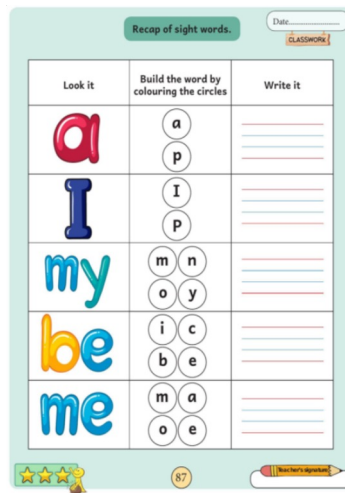 Date
Recap of sight words.
CLASSWORK
Look it
Build the word by
colouring the circles
Write it
a
a
p
I
I
P
my
m n
o y
be
i c
b e
me
m a
o e
87
Teacher's signature